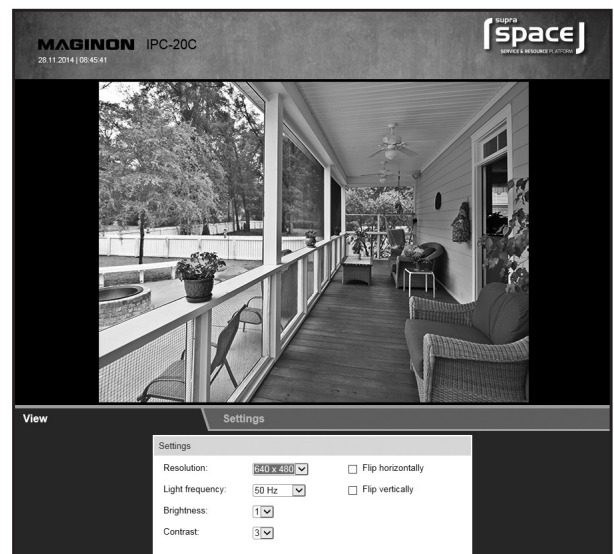 MAGINON IPC-20C
28.11.2014 | 08:45:41
supra
space
SERVICE & RESOURCE PLATFORM
View
Settings
Settings
Resolution: 640 x 480 Flip horizontally
Light frequency: 50 Hz Flip vertically
Brightness: 1
Contrast: 3